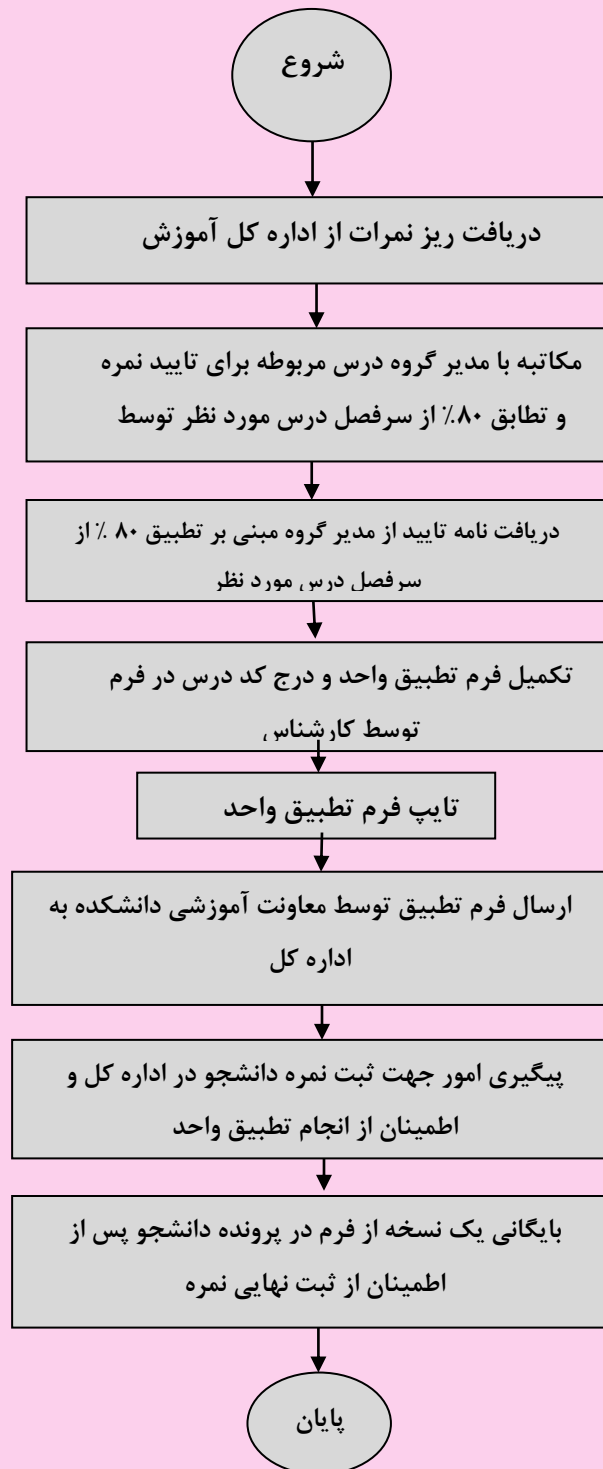 شروع
دریافت ریز نمرات از اداره کل آموزش
مکاتبه با مدیر گروه درس مربوطه برای تایید نمره
و تطابق ۸۰٪ از سرفصل درس مورد نظر توسط
دریافت نامه تایید از مدیر گروه مبنی بر تطبیق ۸۰ ٪ از
سرفصل درس مورد نظر
تکمیل فرم تطبیق واحد و درج کد درس در فرم
توسط کارشناس
تایپ فرم تطبیق واحد
ارسال فرم تطبیق توسط معاونت آموزشی دانشکده به
اداره کل
پیگیری امور جهت ثبت نمره دانشجو در اداره کل و
اطمینان از انجام تطبیق واحد
بایگانی یک نسخه از فرم در پرونده دانشجو پس از
اطمینان از ثبت نهایی نمره
پایان